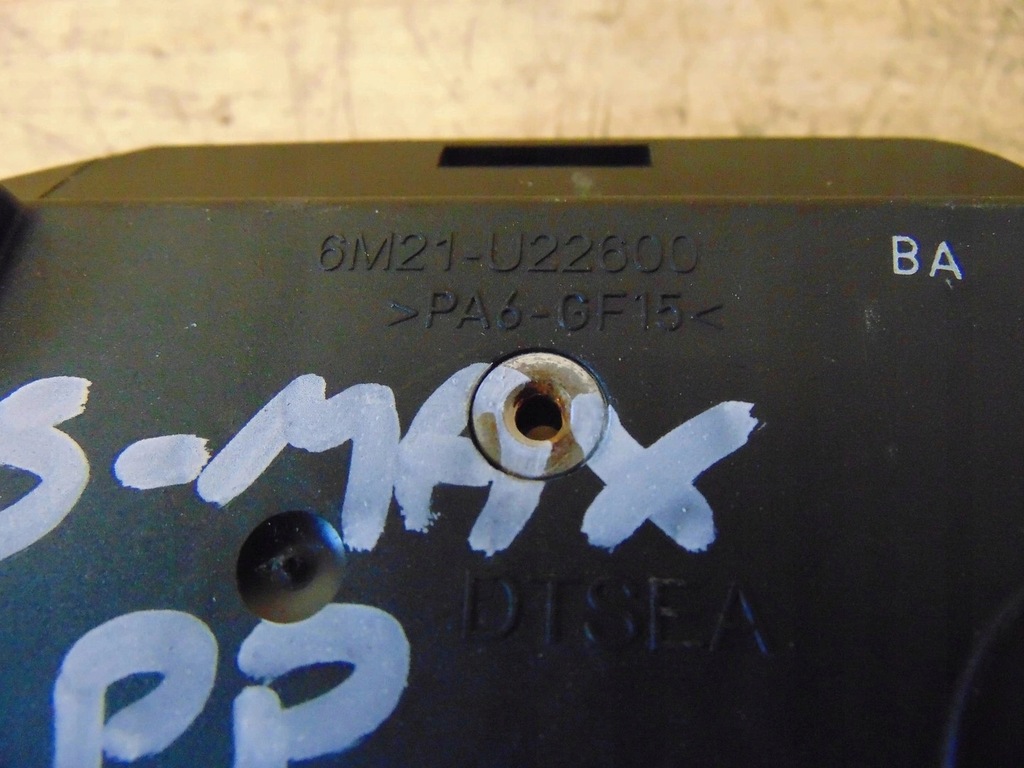 6M21-U22600
BA
>PA6-GF15<
S-MAX
DTSEA
PP